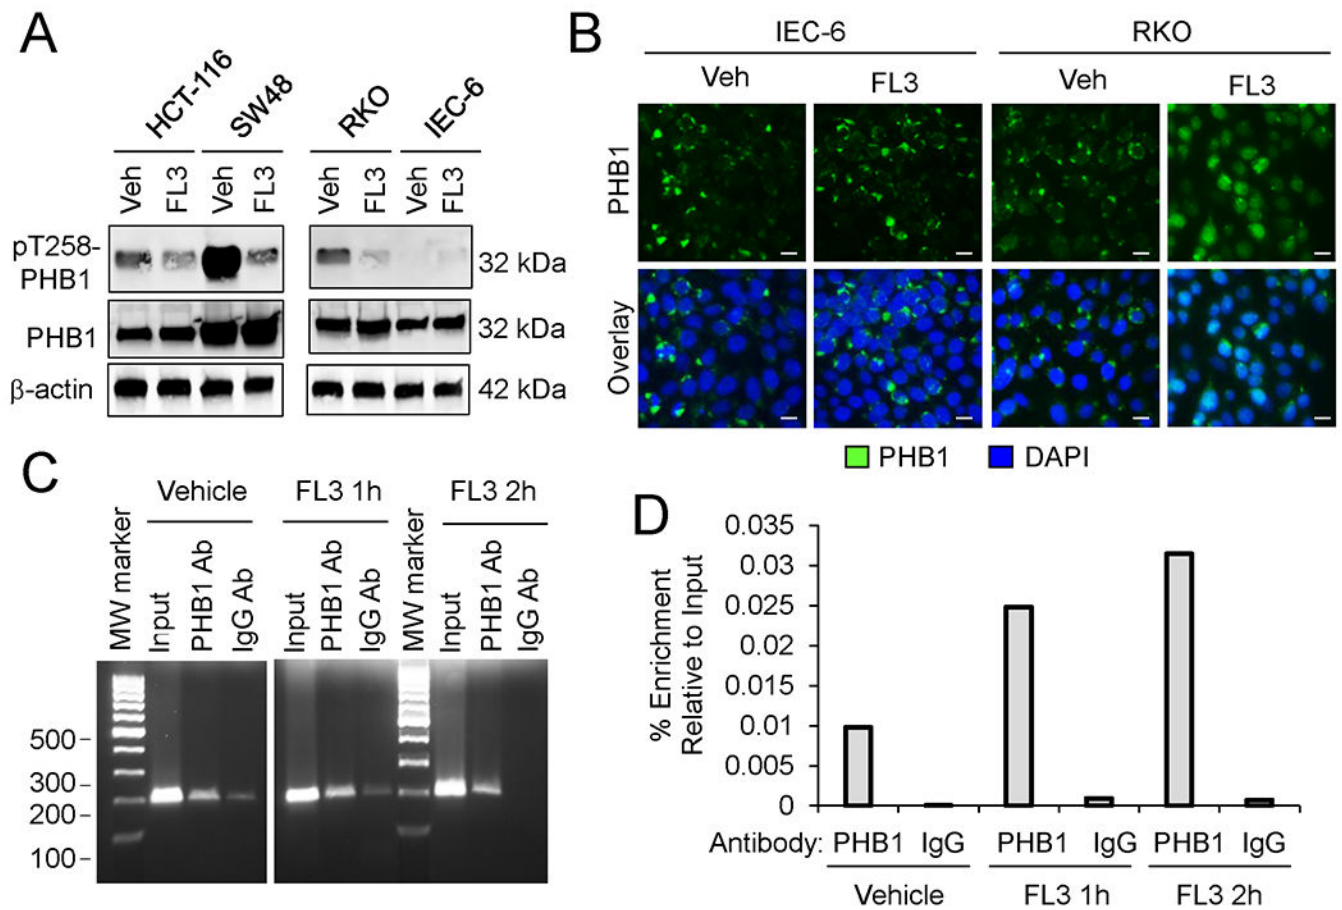 A
HCT-116
SW48
RKO
IEC-6
Veh
FL3
Veh
FL3
Veh
FL3
Veh
FL3
pT258-
PHB1
32 kDa
PHB1
32 kDa
β-actin
42 kDa
B
IEC-6
RKO
Veh
FL3
Veh
FL3
PHB1
Overlay
PHB1
DAPI
C
Vehicle
FL3 1h
FL3 2h
MW marker
Input
PHB1 Ab
IgG Ab
Input
PHB1 Ab
IgG Ab
MW marker
Input
PHB1 Ab
IgG Ab
500
300
200
100
D
% Enrichment
Relative to Input
0.035
0.03
0.025
0.02
0.015
0.01
0.005
0
Antibody: PHB1 IgG PHB1 IgG PHB1 IgG
Vehicle FL3 1h FL3 2h